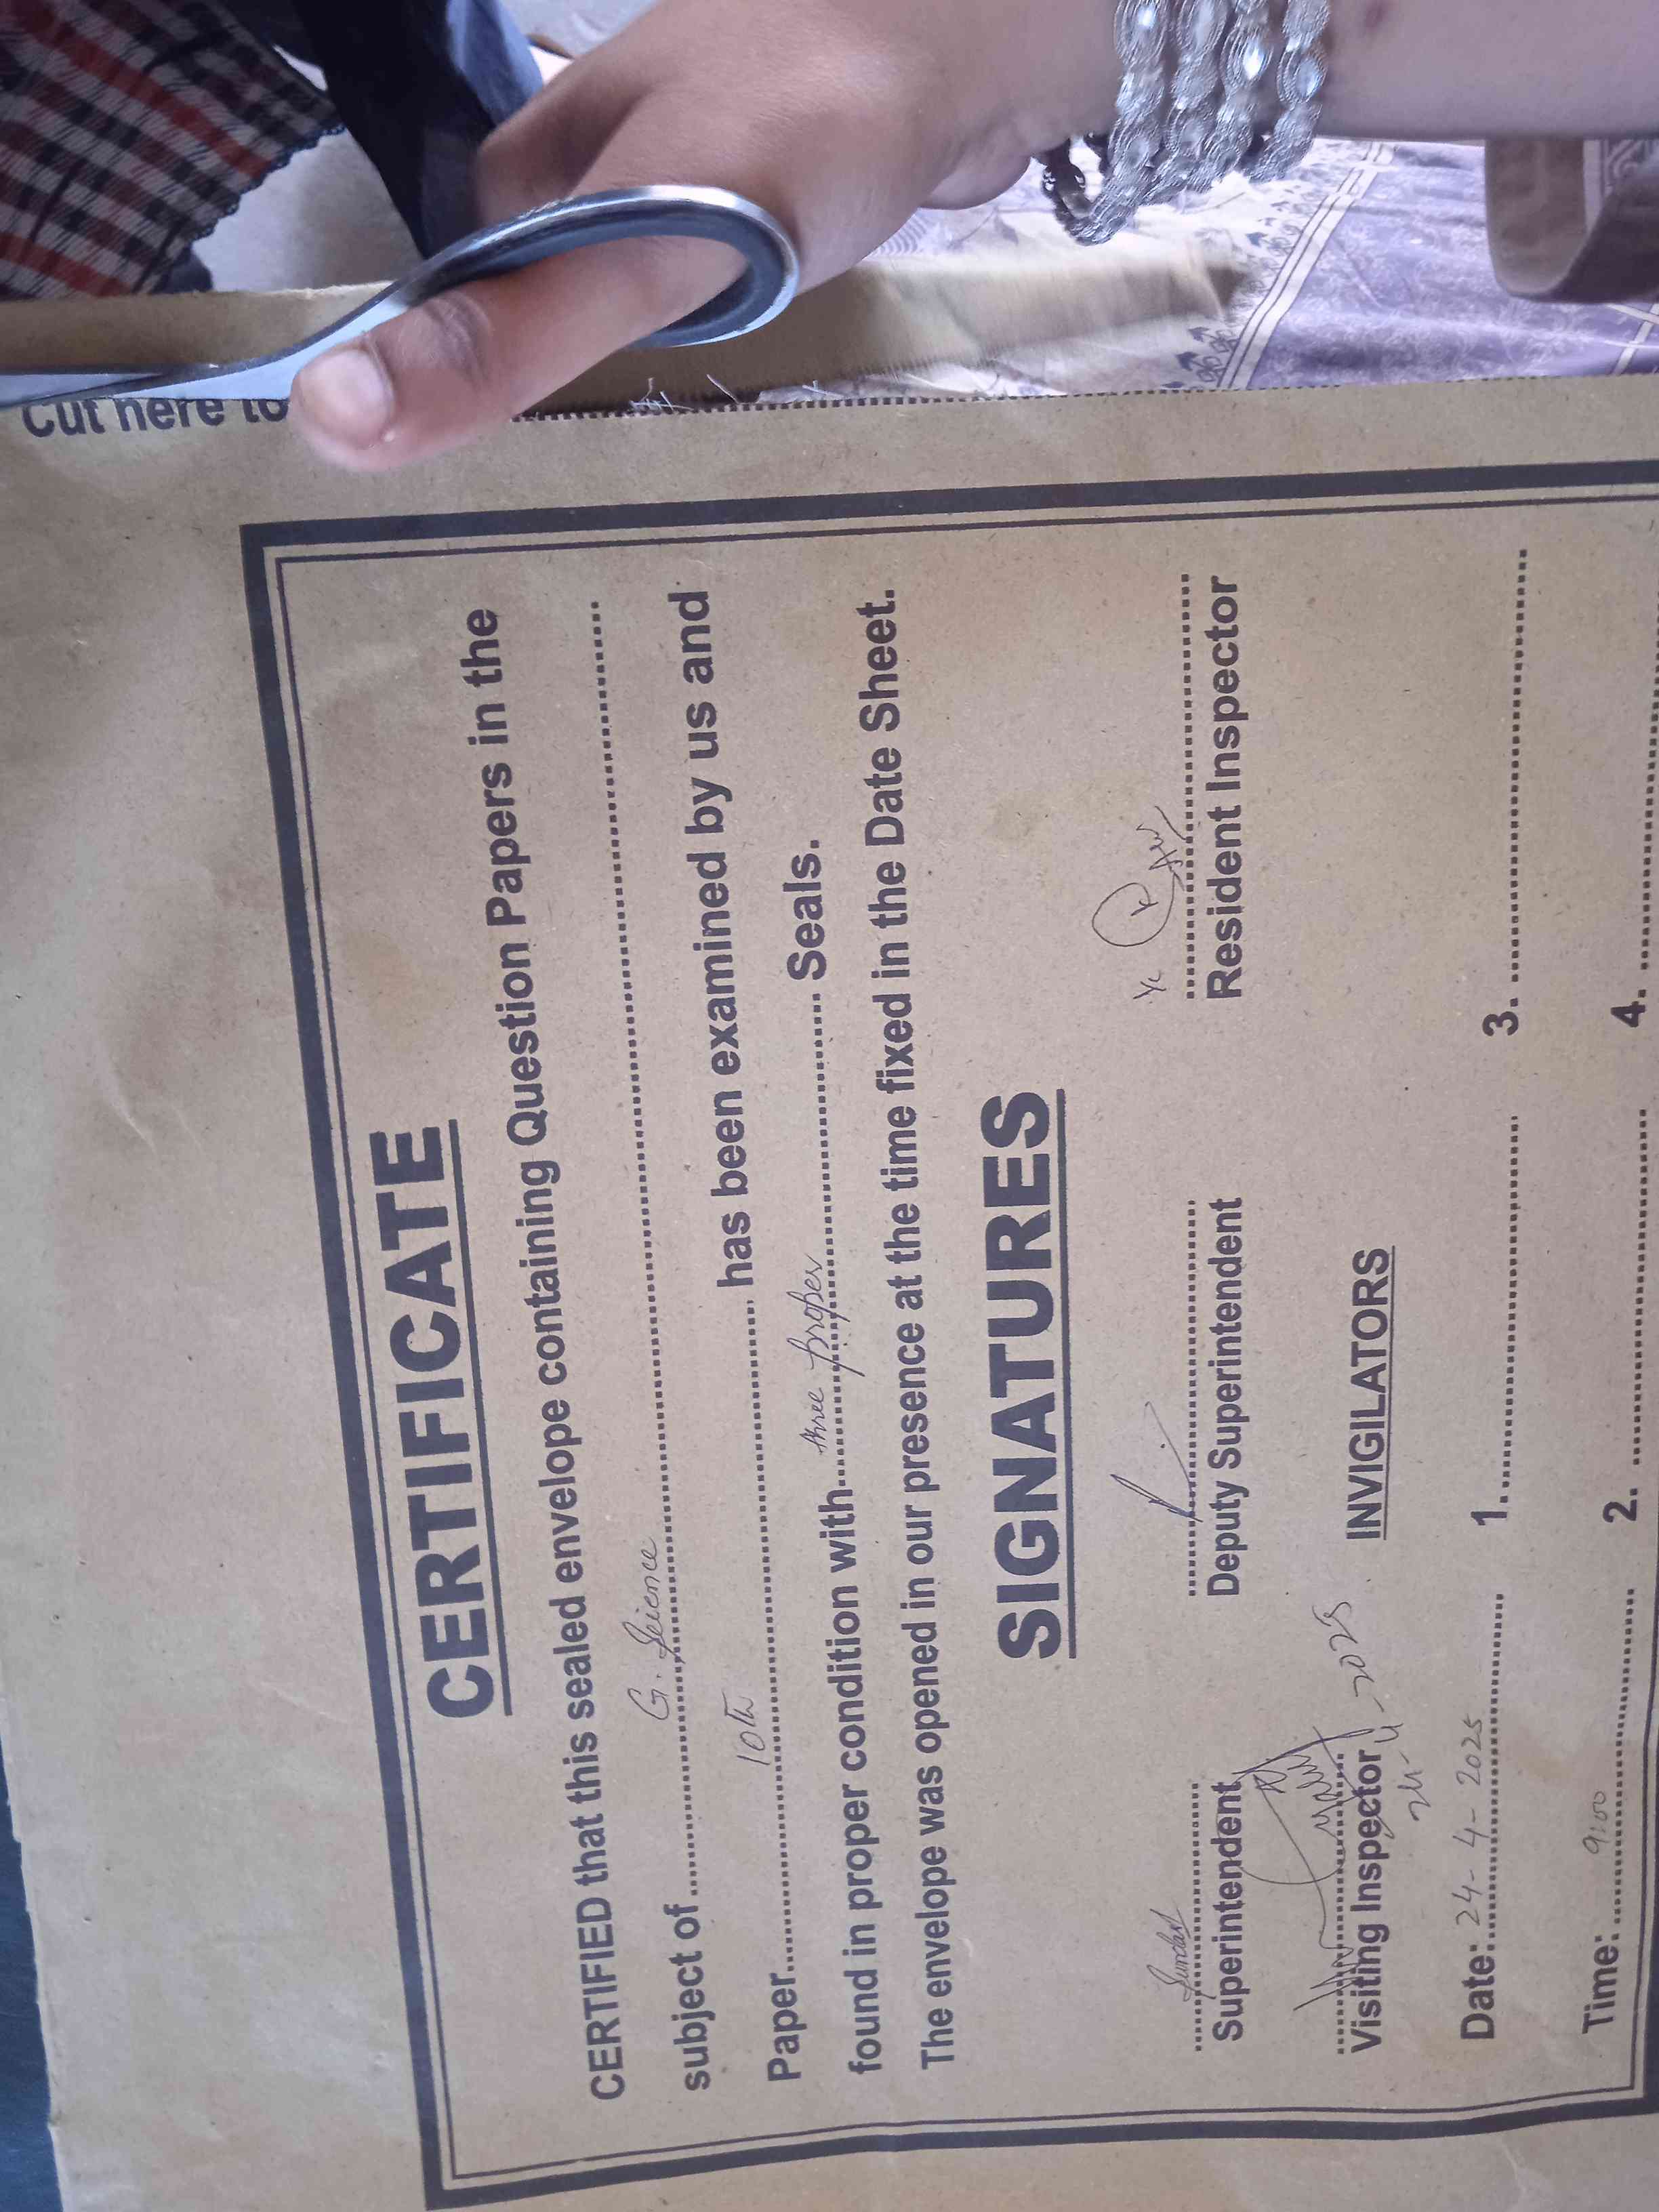 Cut here to
CERTIFICATE
CERTIFIED that this sealed envelope containing Question Papers in the
subject of G. Science
Paper 10th has been examined by us and
found in proper condition with three proper Seals.
The envelope was opened in our presence at the time fixed in the Date Sheet.
SIGNATURES
Superintendent Deputy Superintendent Resident Inspector
24-4-2025
Visiting Inspector INVIGILATORS
Date: 24-4-2025 1. 3.
Time: 9:00 2. 4.